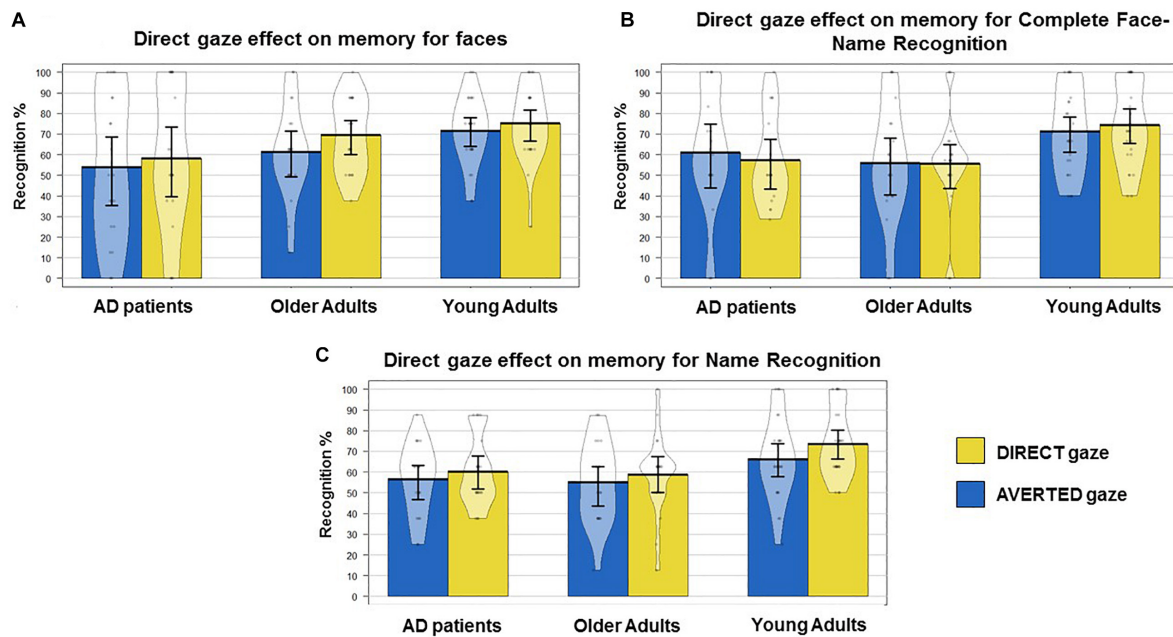 A
Direct gaze effect on memory for faces
Recognition %
100
90
80
70
60
50
40
30
20
10
0
AD patients
Older Adults
Young Adults
B
Direct gaze effect on memory for Complete Face-
Name Recognition
Recognition %
100
90
80
70
60
50
40
30
20
10
0
AD patients
Older Adults
Young Adults
C
Direct gaze effect on memory for Name Recognition
Recognition %
100
90
80
70
60
50
40
30
20
10
0
AD patients
Older Adults
Young Adults
DIRECT gaze
AVERTED gaze